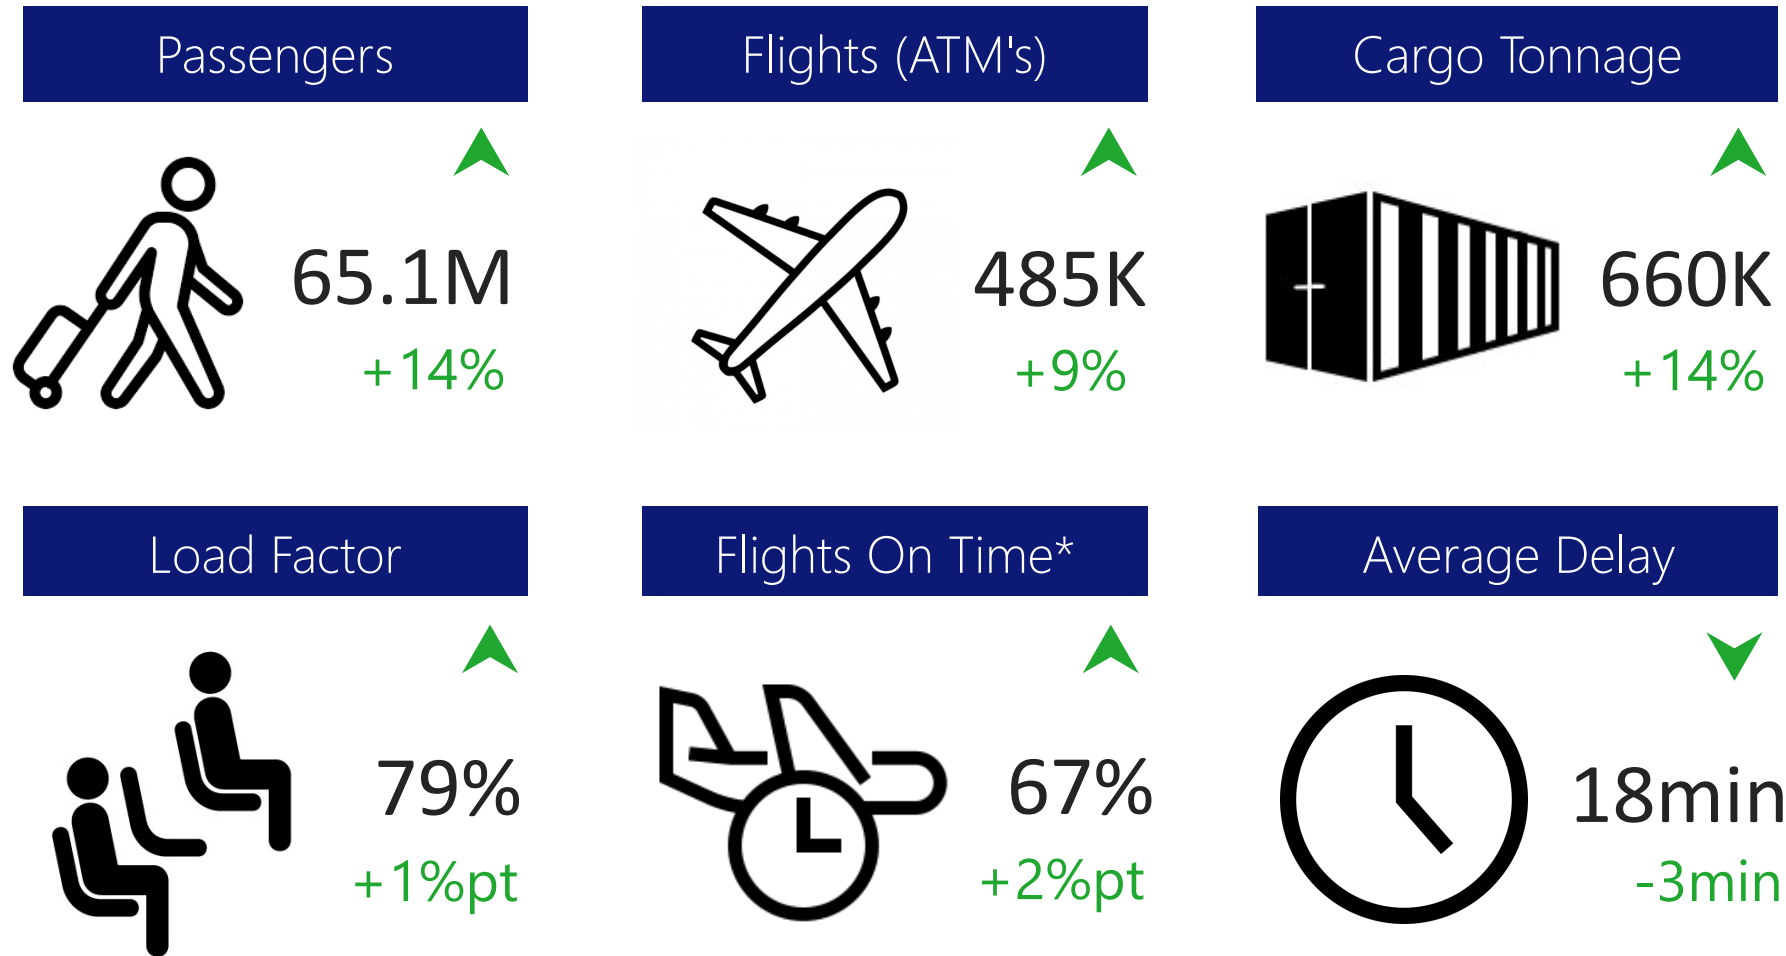 Passengers
Flights (ATM's)
Cargo Tonnage
65.1M
+14%
485K
+9%
660K
+14%
Load Factor
Flights On Time*
Average Delay
79%
+1%pt
67%
+2%pt
18min
-3min